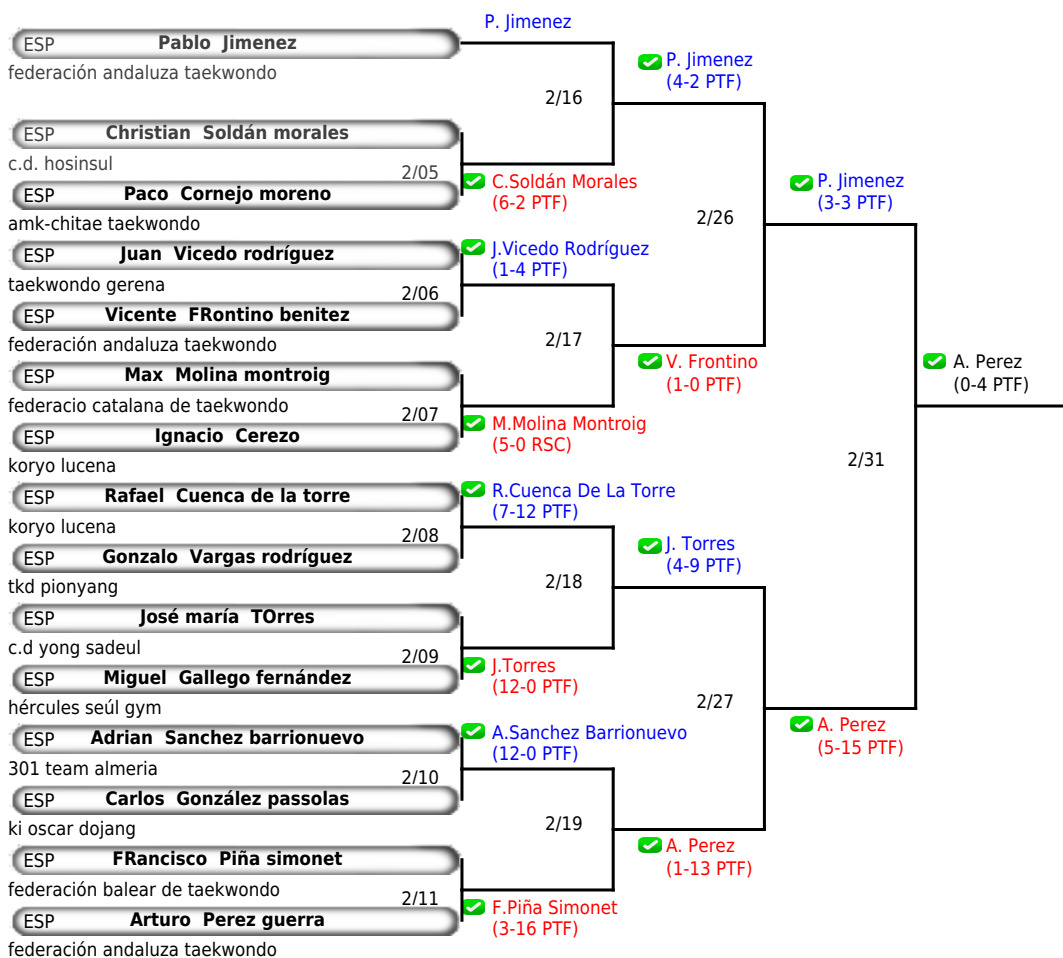 P. Jimenez
ESP Pablo Jimenez
federación andaluza taekwondo
P. Jimenez
(4-2 PTF)
2/16
ESP Christian Soldán morales
c.d. hosinsul
2/05
C.Soldán Morales
(6-2 PTF)
ESP Paco Cornejo moreno
amk-chitae taekwondo
P. Jimenez
(3-3 PTF)
2/26
ESP Juan Vicedo rodríguez
taekwondo gerena
2/06
J.Vicedo Rodríguez
(1-4 PTF)
ESP Vicente FRontino benitez
federación andaluza taekwondo
2/17
V. Frontino
(1-0 PTF)
ESP Max Molina montroig
federacio catalana de taekwondo
2/07
M.Molina Montroig
(5-0 RSC)
ESP Ignacio Cerezo
koryo lucena
A. Perez
(0-4 PTF)
2/31
ESP Rafael Cuenca de la torre
koryo lucena
2/08
R.Cuenca De La Torre
(7-12 PTF)
ESP Gonzalo Vargas rodríguez
tkd pionyang
J. Torres
(4-9 PTF)
2/18
ESP José maría TOrres
c.d yong sadeul
2/09
J.Torres
(12-0 PTF)
ESP Miguel Gallego fernández
hércules seúl gym
2/27
A. Perez
(5-15 PTF)
ESP Adrian Sanchez barrionuevo
301 team almeria
2/10
A.Sanchez Barrionuevo
(12-0 PTF)
ESP Carlos González passolas
ki oscar dojang
2/19
A. Perez
(1-13 PTF)
ESP FRancisco Piña simonet
federación balear de taekwondo
2/11
F.Piña Simonet
(3-16 PTF)
ESP Arturo Perez guerra
federación andaluza taekwondo